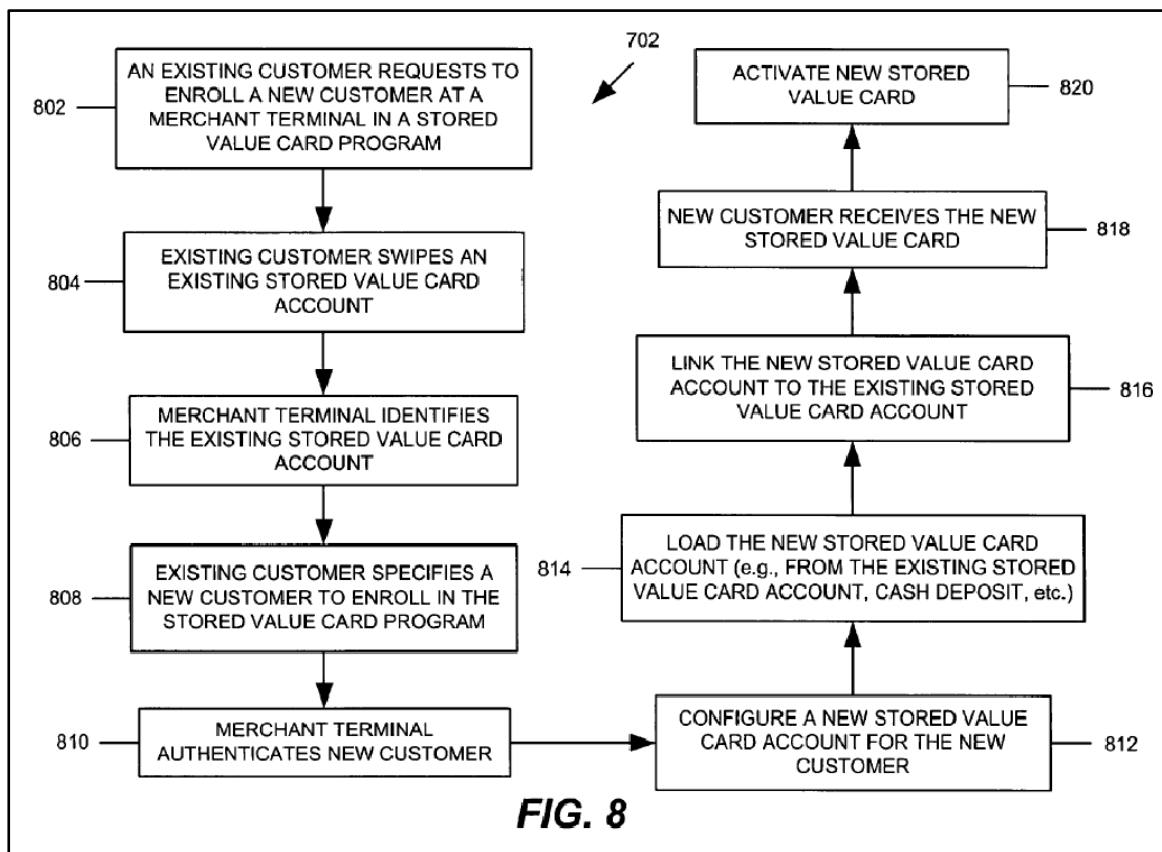 702
802
AN EXISTING CUSTOMER REQUESTS TO
ENROLL A NEW CUSTOMER AT A
MERCHANT TERMINAL IN A STORED
VALUE CARD PROGRAM
804
EXISTING CUSTOMER SWIPES AN
EXISTING STORED VALUE CARD
ACCOUNT
806
MERCHANT TERMINAL IDENTIFIES
THE EXISTING STORED VALUE CARD
ACCOUNT
808
EXISTING CUSTOMER SPECIFIES A
NEW CUSTOMER TO ENROLL IN THE
STORED VALUE CARD PROGRAM
810
MERCHANT TERMINAL
AUTHENTICATES NEW CUSTOMER
CONFIGURE A NEW STORED VALUE
CARD ACCOUNT FOR THE NEW
CUSTOMER
812
814
LOAD THE NEW STORED VALUE CARD
ACCOUNT (e.g., FROM THE EXISTING STORED
VALUE CARD ACCOUNT, CASH DEPOSIT, etc.)
LINK THE NEW STORED VALUE CARD
ACCOUNT TO THE EXISTING STORED
VALUE CARD ACCOUNT
816
NEW CUSTOMER RECEIVES THE NEW
STORED VALUE CARD
818
ACTIVATE NEW STORED
VALUE CARD
820
FIG. 8